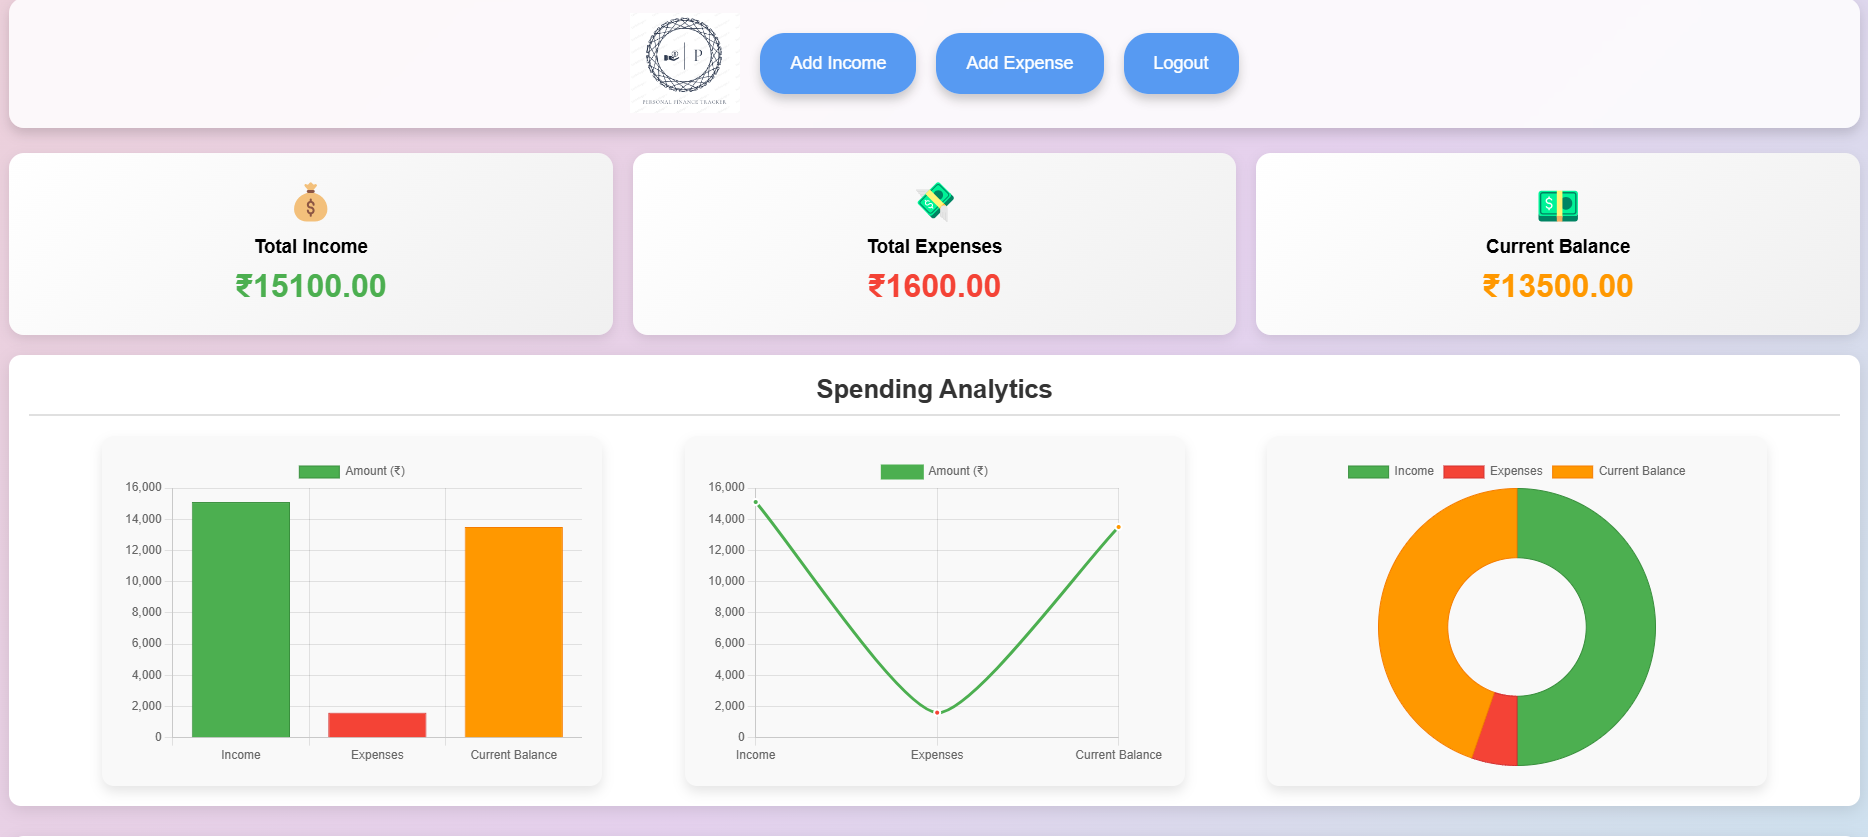 P
PERSONAL FINANCE TRACKER
Add Income
Add Expense
Logout
$
Total Income
₹15100.00
Total Expenses
₹1600.00
$
Current Balance
₹13500.00
Spending Analytics
Amount (₹)
16,000
14,000
12,000
10,000
8,000
6,000
4,000
2,000
0
Income Expenses Current Balance
Amount (₹)
16,000
14,000
12,000
10,000
8,000
6,000
4,000
2,000
0
Income Expenses Current Balance
Income Expenses Current Balance